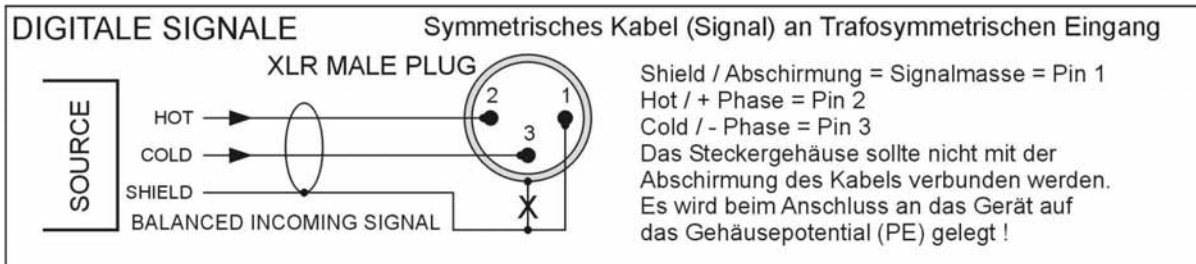 DIGITALE SIGNALE
Symmetrisches Kabel (Signal) an Trafosymmetrischen Eingang
XLR MALE PLUG
SOURCE
HOT
COLD
SHIELD
BALANCED INCOMING SIGNAL
2
1
3
X
Shield / Abschirmung = Signalmasse = Pin 1
Hot / + Phase = Pin 2
Cold / - Phase = Pin 3
Das Steckergehäuse sollte nicht mit der
Abschirmung des Kabels verbunden werden.
Es wird beim Anschluss an das Gerät auf
das Gehäusepotential (PE) gelegt !